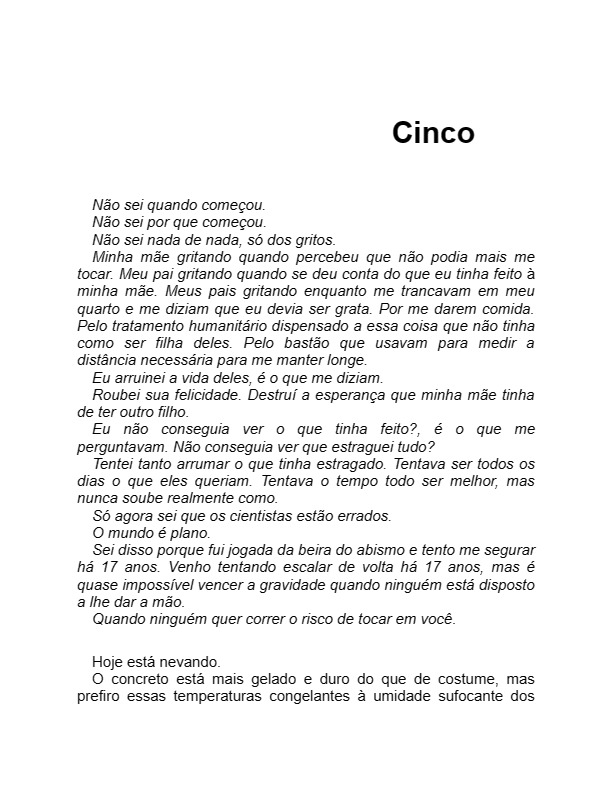 Cinco
Não sei quando começou.
Não sei por que começou.
Não sei nada de nada, só dos gritos.
Minha mãe gritando quando percebeu que não podia mais me
tocar. Meu pai gritando quando se deu conta do que eu tinha feito à
minha mãe. Meus pais gritando enquanto me trancavam em meu
quarto e me diziam que eu devia ser grata. Por me darem comida.
Pelo tratamento humanitário dispensado a essa coisa que não tinha
como ser filha deles. Pelo bastão que usavam para medir a
distância necessária para me manter longe.
Eu arruinei a vida deles, é o que me diziam.
Roubei sua felicidade. Destruí a esperança que minha mãe tinha
de ter outro filho.
Eu não conseguia ver o que tinha feito?, é o que me
perguntavam. Não conseguia ver que estraguei tudo?
Tentei tanto arrumar o que tinha estragado. Tentava ser todos os
dias o que eles queriam. Tentava o tempo todo ser melhor, mas
nunca soube realmente como.
Só agora sei que os cientistas estão errados.
O mundo é plano.
Sei disso porque fui jogada da beira do abismo e tento me segurar
há 17 anos. Venho tentando escalar de volta há 17 anos, mas é
quase impossível vencer a gravidade quando ninguém está disposto
a lhe dar a mão.
Quando ninguém quer correr o risco de tocar em você.
Hoje está nevando.
O concreto está mais gelado e duro do que de costume, mas
prefiro essas temperaturas congelantes à umidade sufocante dos